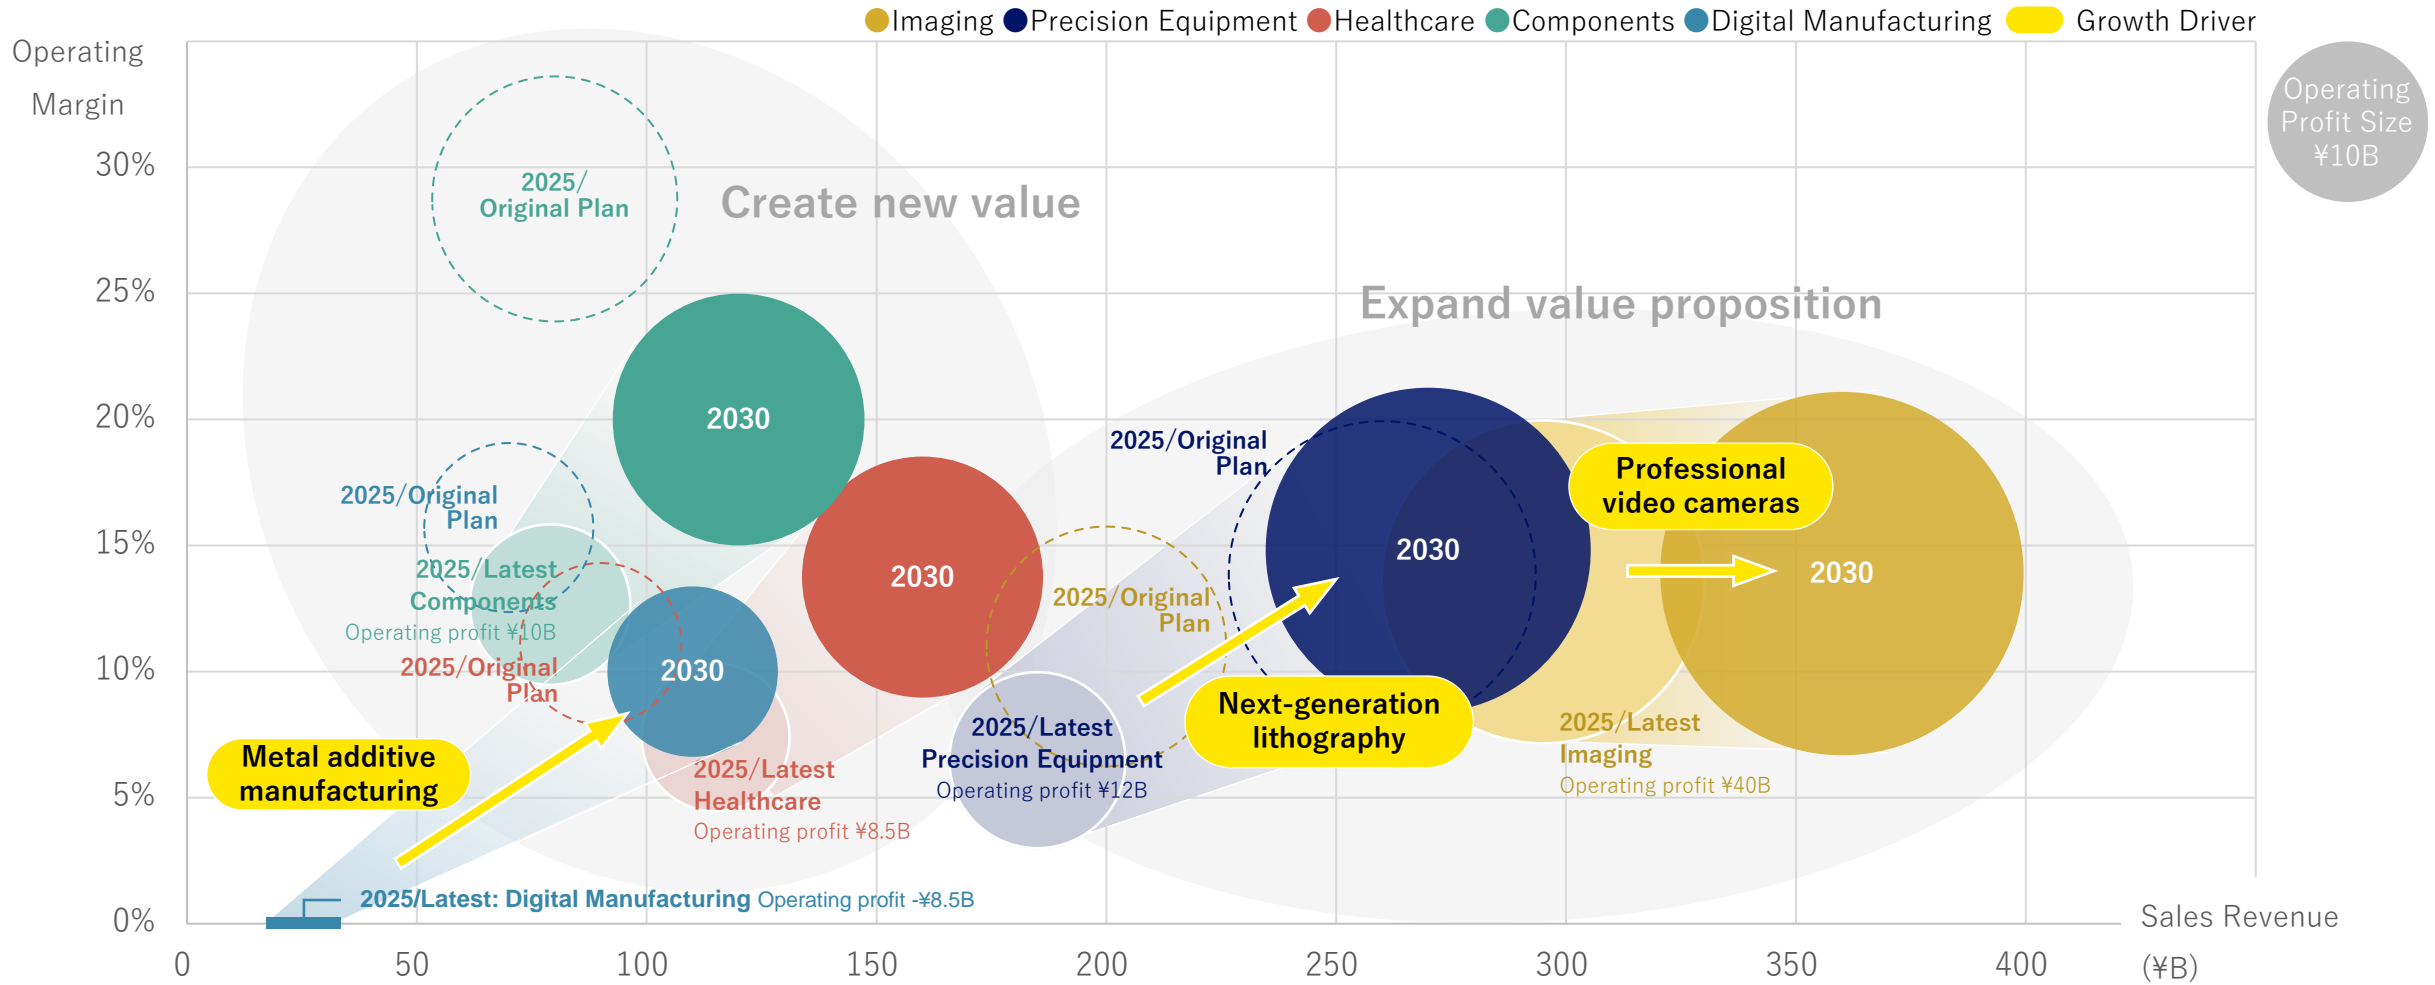 Imaging
Precision Equipment
Healthcare
Components
Digital Manufacturing
Growth Driver
Operating
Margin
30%
25%
20%
15%
10%
5%
0%
Operating
Profit Size
¥10B
2025/
Original Plan
Create new value
Expand value proposition
2030
2025/Original
Plan
2025/Latest
Components
Operating profit ¥10B
2025/Original
Plan
2030
2030
2025/Original
Plan
2025/Original
Plan
2030
Professional
video cameras
2030
Metal additive
manufacturing
2025/Latest
Healthcare
Operating profit ¥8.5B
2025/Latest
Precision Equipment
Operating profit ¥12B
Next-generation
lithography
2025/Latest
Imaging
Operating profit ¥40B
2025/Latest: Digital Manufacturing Operating profit -¥8.5B
0
50
100
150
200
250
300
350
400
Sales Revenue
(¥B)